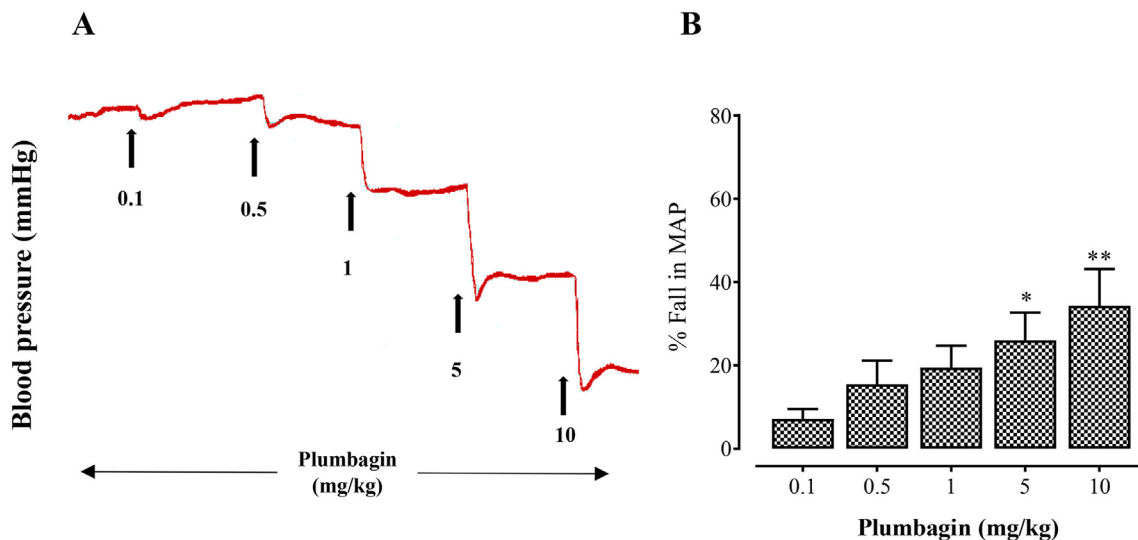 A
Blood pressure (mmHg)
0.1
0.5
1
5
10
Plumbagin
(mg/kg)
B
% Fall in MAP
80
60
40
20
0
*
**
0.1
0.5
1
5
10
Plumbagin (mg/kg)